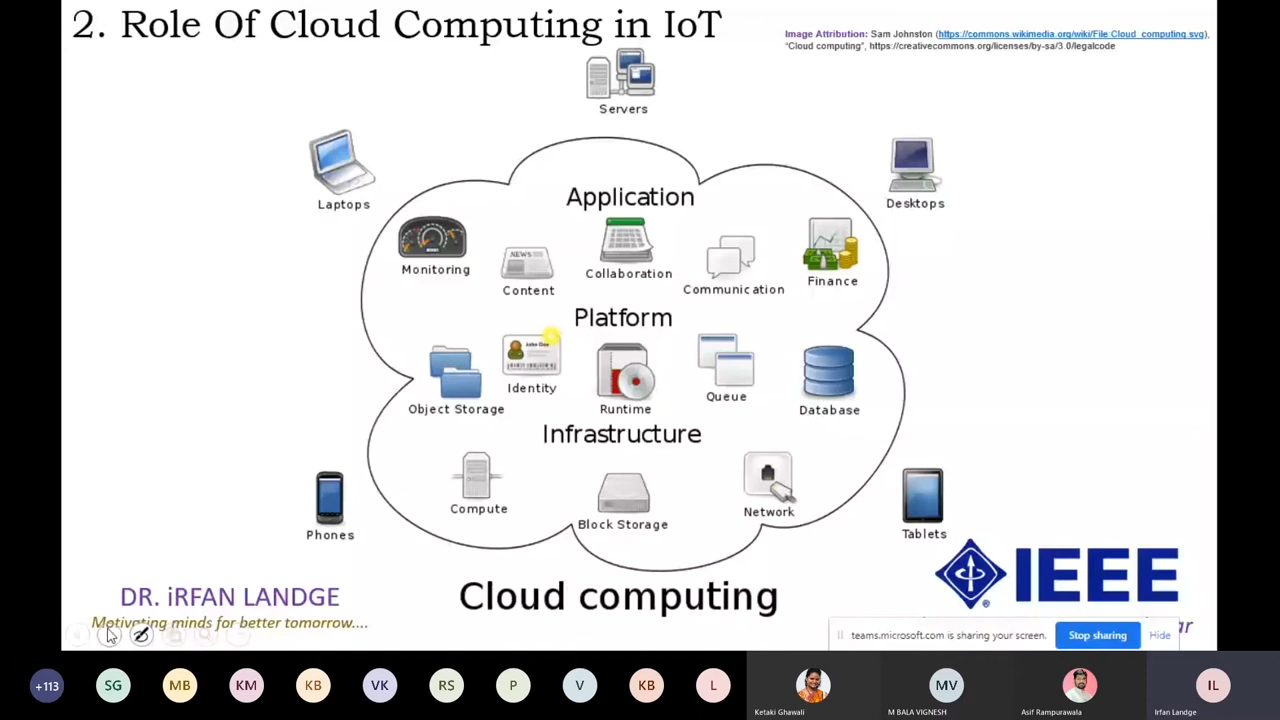 2. Role Of Cloud Computing in IoT
Image Attribution: Sam Johnston (https://commons.wikimedia.org/wiki/File:Cloud_computing.svg),
"Cloud computing", https://creativecommons.org/licenses/by-sa/3.0/legalcode
Servers
Laptops
Desktops
Application
Monitoring
Content
Collaboration
Communication
Finance
Platform
NEWS
John Doe
Object Storage
Identity
Runtime
Queue
Database
Infrastructure
Compute
Block Storage
Network
Phones
Tablets
Cloud computing
IEEE
®
DR. iRFAN LANDGE
Motivating minds for better tomorrow....
teams.microsoft.com is sharing your screen.
Stop sharing
Hide
+113
SG
MB
KM
KB
VK
RS
P
V
KB
L
MV
IL
Ketaki Ghawali
M BALA VIGNESH
Asif Rampurawala
Irfan Landge